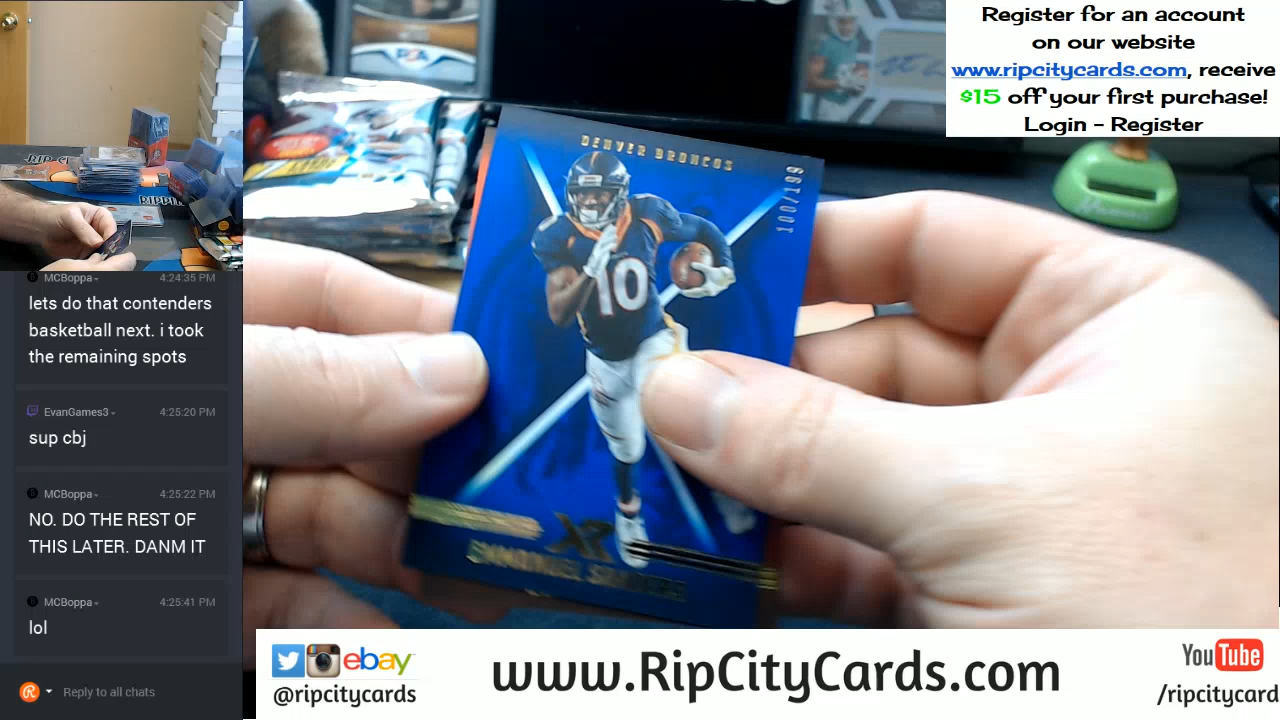 Register for an account
on our website
www.ripcitycards.com, receive
$15 off your first purchase!
Login - Register
DENVER BRONCOS
100/199
10
XR
MCBoppa 4:24:35 PM
lets do that contenders
basketball next. i took
the remaining spots
EvanGames3 4:25:20 PM
sup cbj
MCBoppa 4:25:22 PM
NO. DO THE REST OF
THIS LATER. DANM IT
MCBoppa 4:25:41 PM
lol
Reply to all chats
ebay
@ripcitycards
www.RipCityCards.com
YouTube
/ripcitycard